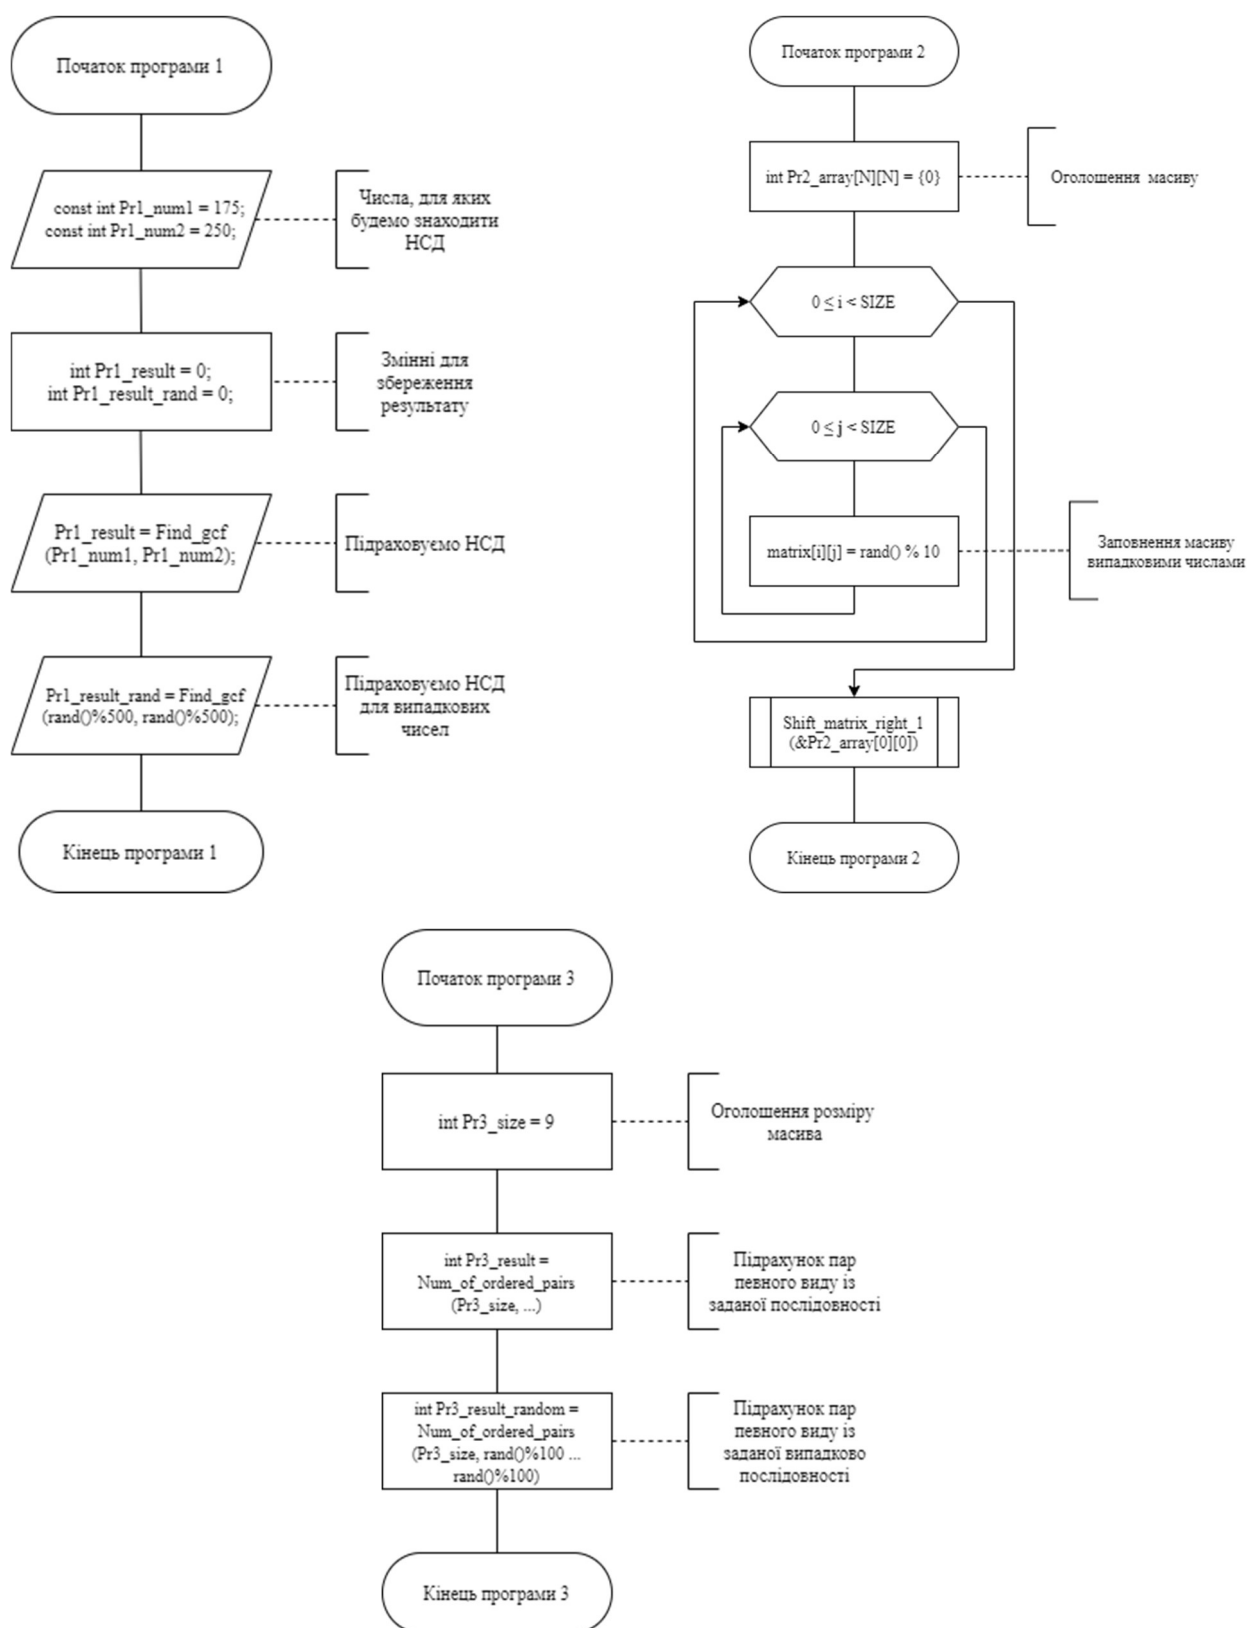 Початок програми 1
const int Pr1_num1 = 175;
const int Pr1_num2 = 250;
Числа, для яких
будемо знаходити
НСД
int Pr1_result = 0;
int Pr1_result_rand = 0;
Змінні для
збереження
результату
Pr1_result = Find_gcf
(Pr1_num1, Pr1_num2);
Підраховуємо НСД
Pr1_result_rand = Find_gcf
(rand()%500, rand()%500);
Підраховуємо НСД
для випадкових
чисел
Кінець програми 1
Початок програми 2
int Pr2_array[N][N] = {0}
Оголошення масиву
0 ≤ i < SIZE
0 ≤ j < SIZE
matrix[i][j] = rand() % 10
Заповнення масиву
випадковими числами
Shift_matrix_right_1
(&Pr2_array[0][0])
Кінець програми 2
Початок програми 3
int Pr3_size = 9
Оголошення розміру
масива
int Pr3_result =
Num_of_ordered_pairs
(Pr3_size, ...)
Підрахунок пар
певного виду із
заданої послідовності
int Pr3_result_random =
Num_of_ordered_pairs
(Pr3_size, rand()%100 ...
rand()%100)
Підрахунок пар
певного виду із
заданої випадково
послідовності
Кінець програми 3